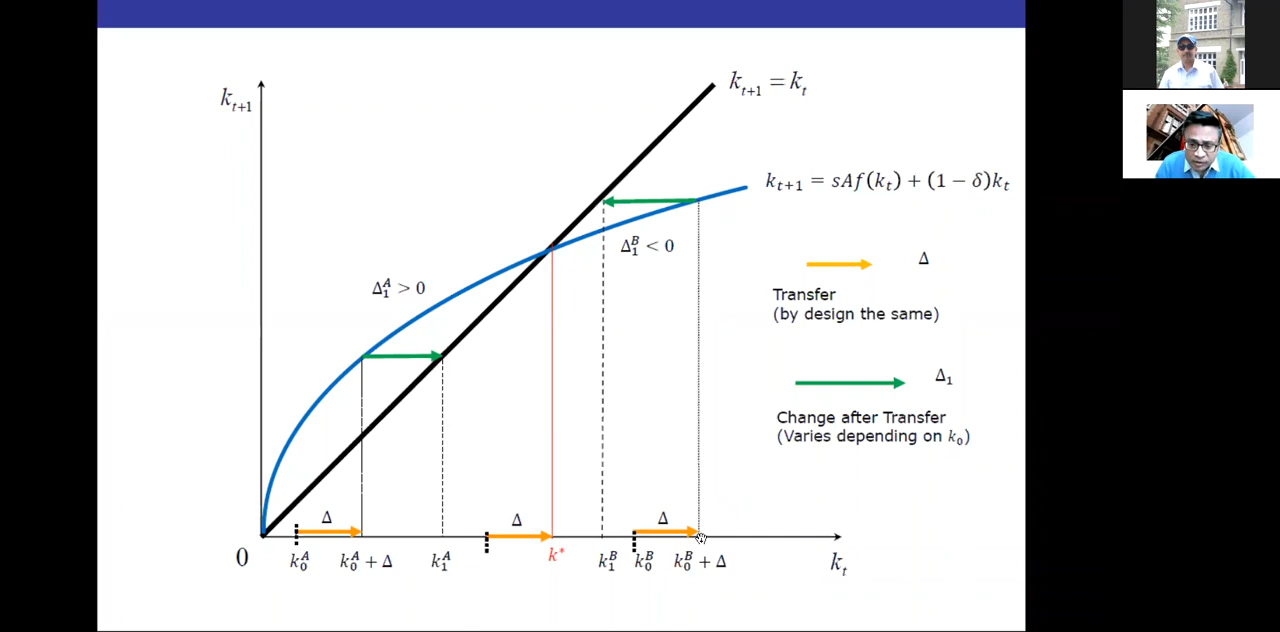 k_{t+1}
k_{t+1} = k_t
k_{t+1} = sAf(k_t) + (1 − δ)k_t
Δ_1^B < 0
Δ_1^A > 0
Δ
Transfer
(by design the same)
Δ_1
Change after Transfer
(Varies depending on k_0)
Δ Δ Δ
0 k_0^A k_0^A + Δ k_1^A k* k_1^B k_0^B k_0^B + Δ k_t